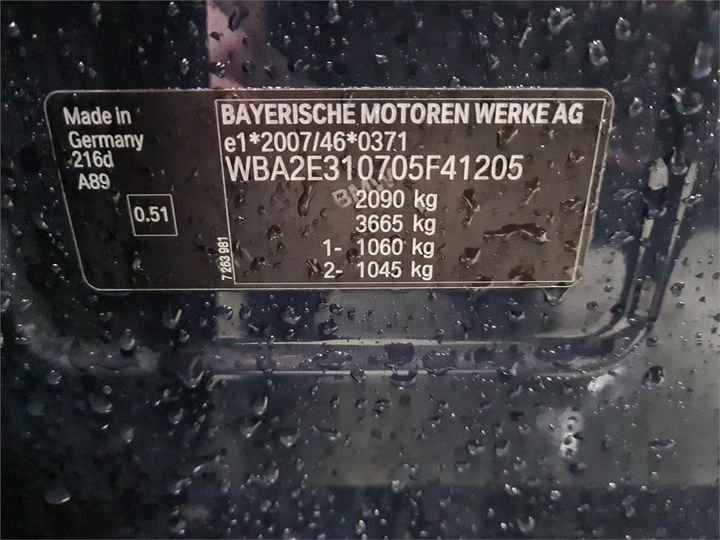 Made in
Germany
216d
A89
0.51
BAYERISCHE MOTOREN WERKE AG
e1*2007/46*0371
WBA2E310705F41205
BMW
2090 kg
3665 kg
1- 1060 kg
2- 1045 kg
7 263 981